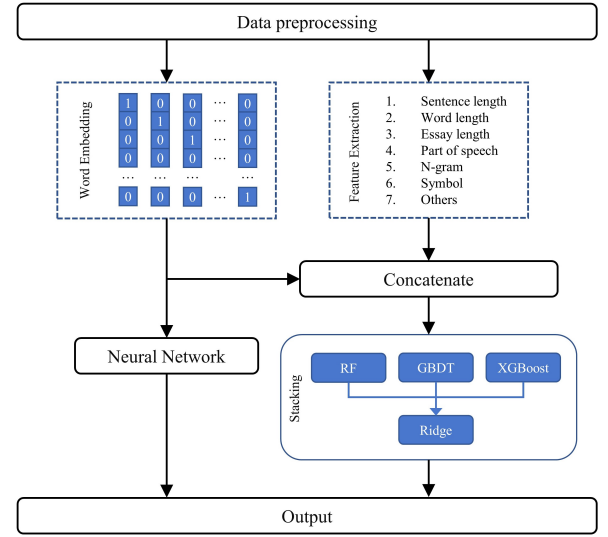 Data preprocessing
Word Embedding
1 0 0 ... 0
0 1 0 ... 0
0 0 1 ... 0
0 0 0 ... 0
... ... ... ...
0 0 0 ... 1
Feature Extraction
1. Sentence length
2. Word length
3. Essay length
4. Part of speech
5. N-gram
6. Symbol
7. Others
Concatenate
Neural Network
Stacking
RF GBDT XGBoost
Ridge
Output